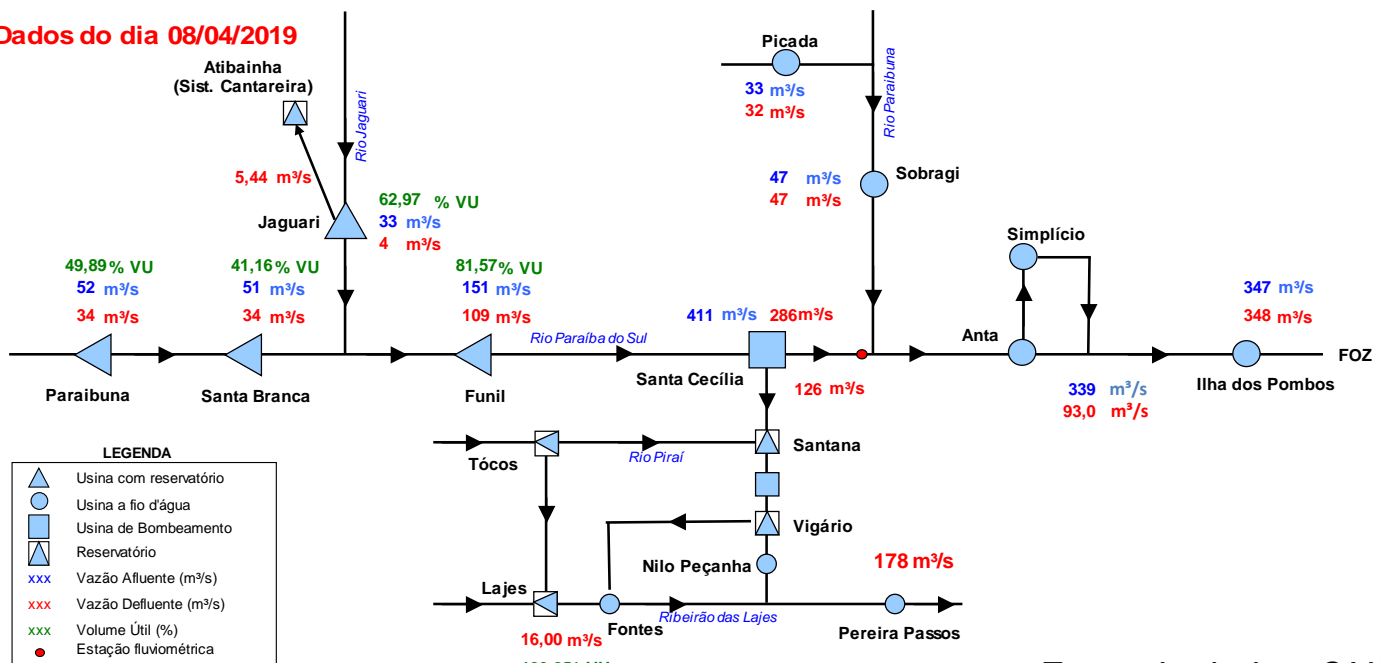 Dados do dia 08/04/2019
Atibainha
(Sist. Cantareira)
Rio Jaguari
5,44 m³/s
Jaguari
62,97 % VU
33 m³/s
4 m³/s
Picada
33 m³/s
32 m³/s
Rio Paraibuna
47 m³/s
47 m³/s
Sobragi
Simplício
49,89% VU
52 m³/s
34 m³/s
Paraibuna
41,16% VU
51 m³/s
34 m³/s
Santa Branca
81,57% VU
151 m³/s
109 m³/s
Funil
Rio Paraíba do Sul
411 m³/s 286m³/s
Santa Cecília
126 m³/s
Anta
339 m³/s
93,0 m³/s
347 m³/s
348 m³/s
Ilha dos Pombos
FOZ
Tócos
Rio Piraí
Santana
Vigário
Nilo Peçanha
178 m³/s
Lajes
16,00 m³/s
Fontes
Ribeirão das Lajes
Pereira Passos
LEGENDA
Usina com reservatório
Usina a fio d'água
Usina de Bombeamento
Reservatório
xxx Vazão Afluente (m³/s)
xxx Vazão Defluente (m³/s)
xxx Volume Útil (%)
Estação fluviométrica